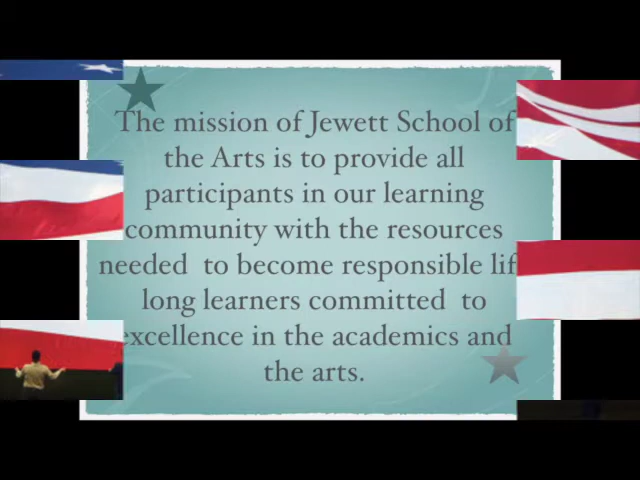 The mission of Jewett School of
the Arts is to provide all
participants in our learning
community with the resources
needed to become responsible lif
long learners committed to
excellence in the academics and
the arts.